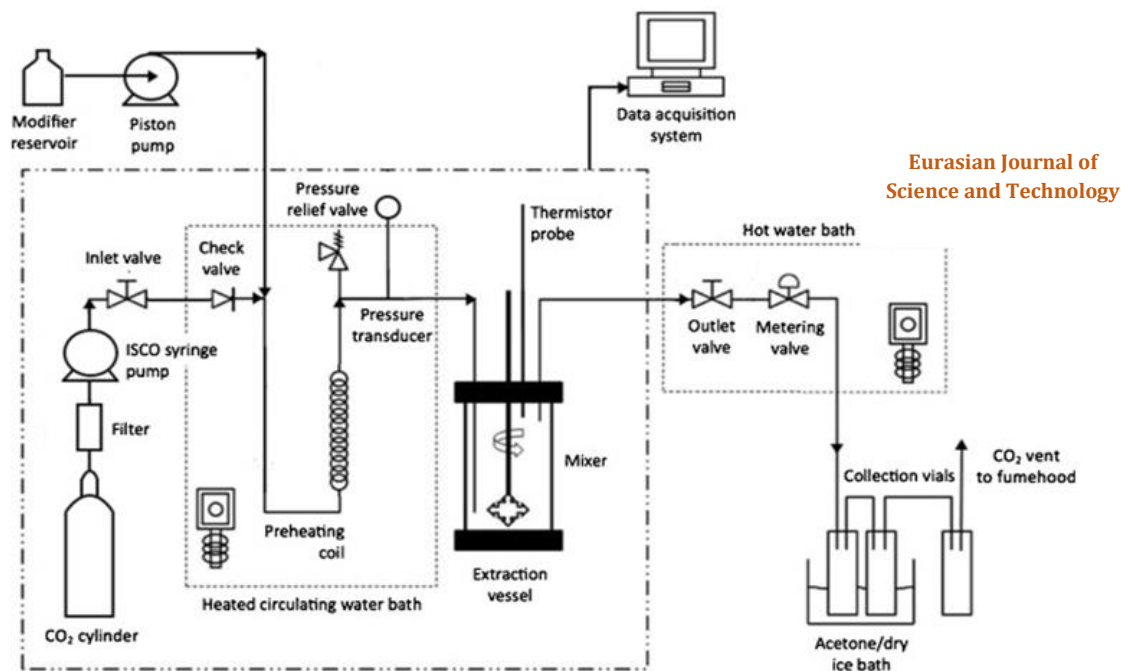 Modifier
reservoir
Piston
pump
Data acquisition
system
Eurasian Journal of
Science and Technology
Pressure
relief valve
Thermistor
probe
Hot water bath
Inlet valve
Check
valve
Pressure
transducer
Outlet
valve
Metering
valve
ISCO syringe
pump
Filter
Mixer
Collection vials
CO₂ vent
to fumehood
Preheating
coil
Extraction
vessel
Heated circulating water bath
CO₂ cylinder
Acetone/dry
ice bath